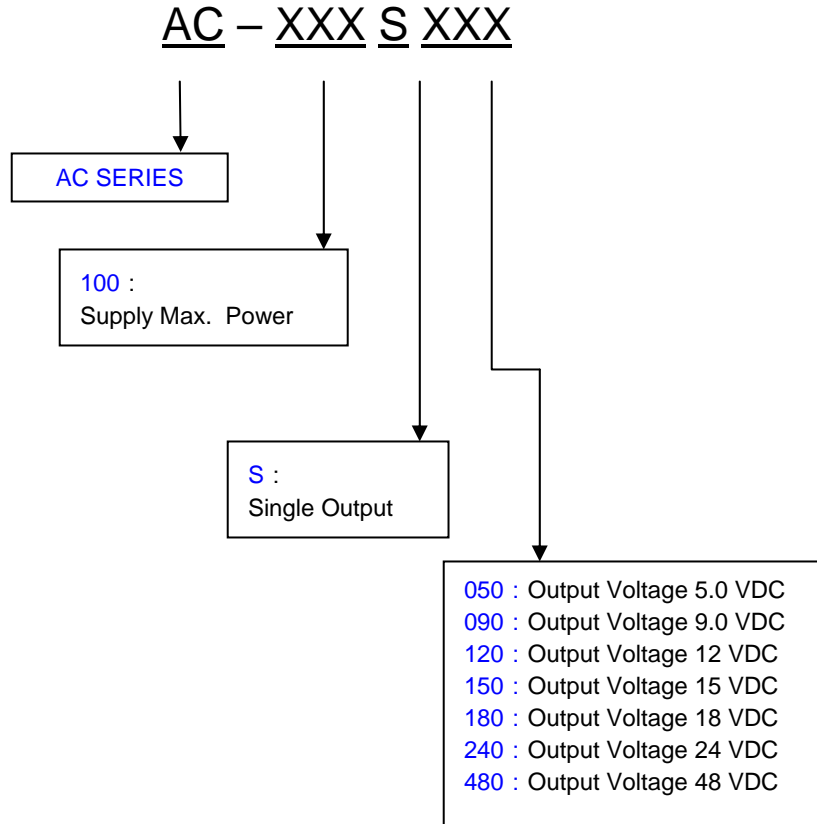 AC – XXX S XXX
AC SERIES
100 :
Supply Max. Power
S :
Single Output
050 : Output Voltage 5.0 VDC
090 : Output Voltage 9.0 VDC
120 : Output Voltage 12 VDC
150 : Output Voltage 15 VDC
180 : Output Voltage 18 VDC
240 : Output Voltage 24 VDC
480 : Output Voltage 48 VDC